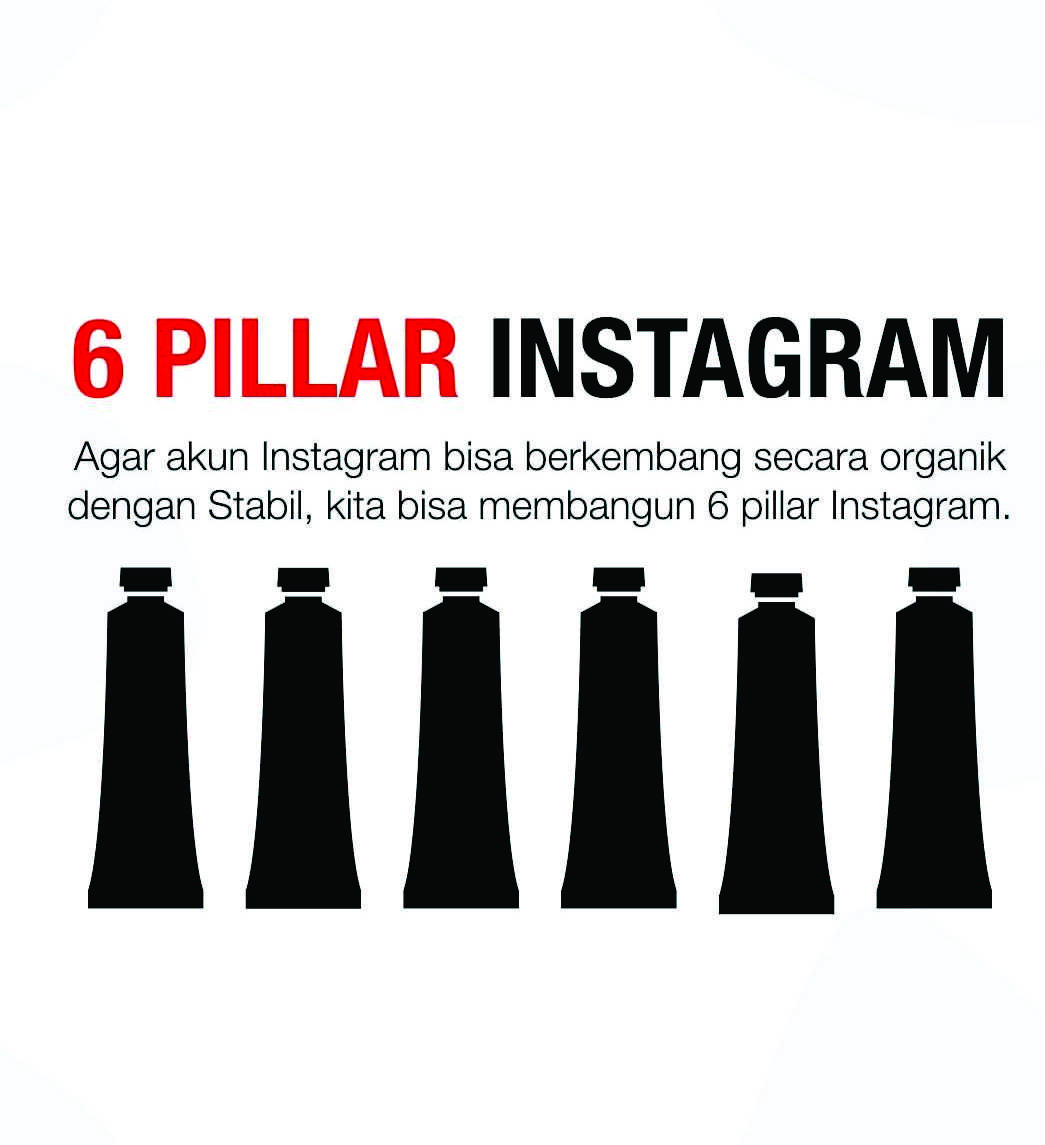 6 PILLAR INSTAGRAM
Agar akun Instagram bisa berkembang secara organik
dengan Stabil, kita bisa membangun 6 pillar Instagram.